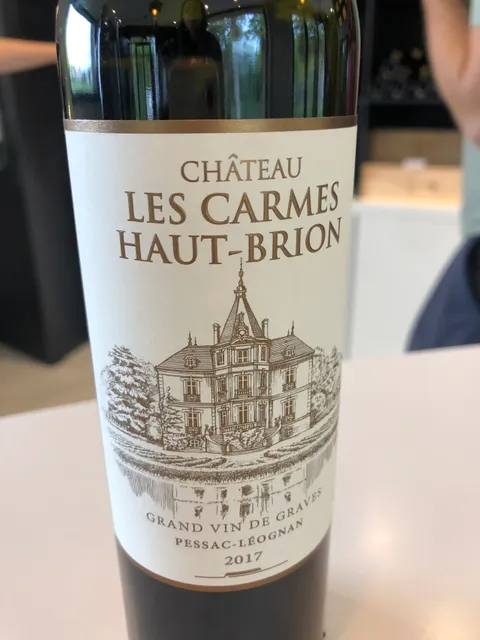 CHÂTEAU
LES CARMES
HAUT-BRION
GRAND VIN DE GRAVES
PESSAC-LÉOGNAN
2017